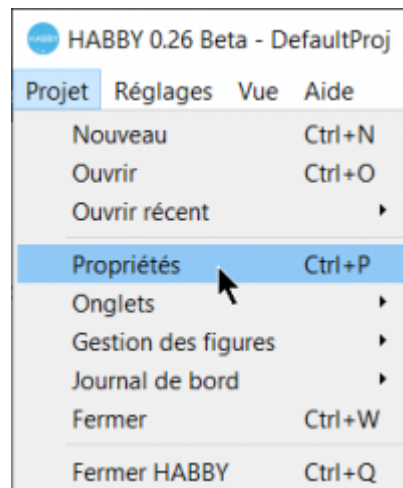 HABBY 0.26 Beta - DefaultProj
Projet Réglages Vue Aide
Nouveau Ctrl+N
Ouvrir Ctrl+O
Ouvrir récent
Propriétés Ctrl+P
Onglets
Gestion des figures
Journal de bord
Fermer Ctrl+W
Fermer HABBY Ctrl+Q